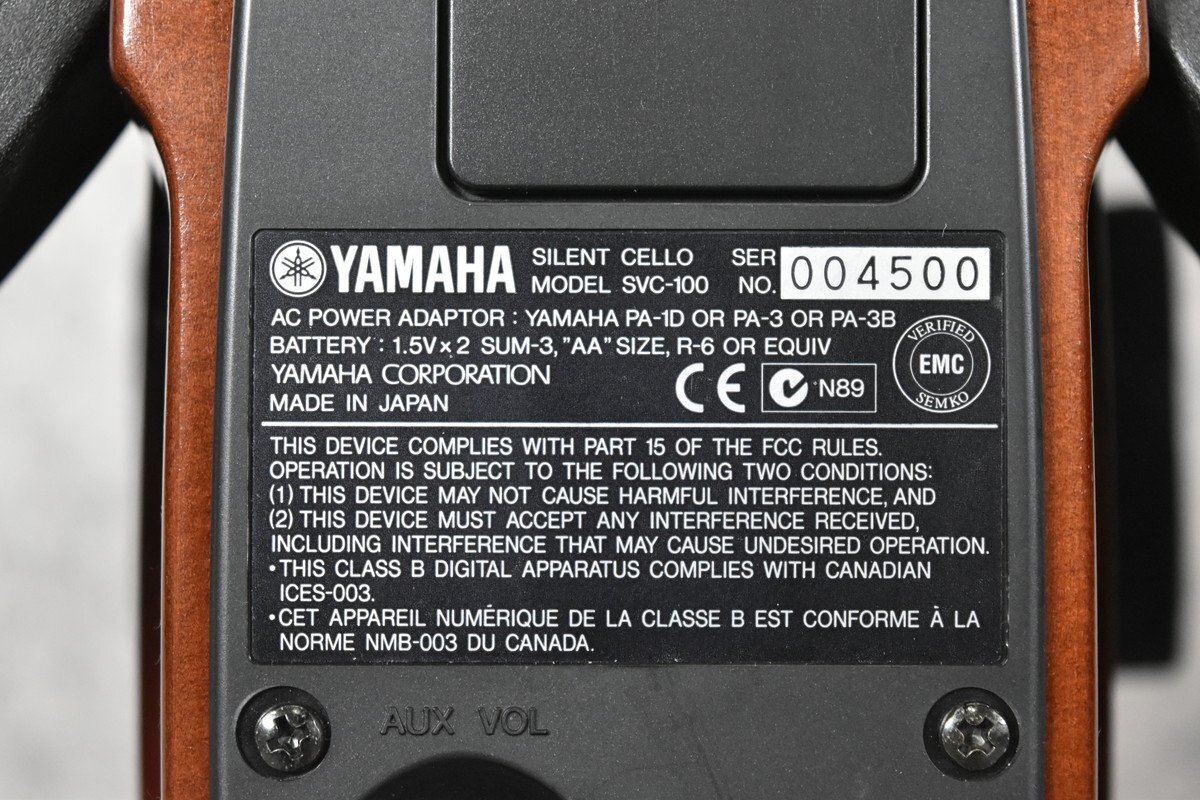 YAMAHA SILENT CELLO SER
MODEL SVC-100 NO. 004500
AC POWER ADAPTOR : YAMAHA PA-1D OR PA-3 OR PA-3B
BATTERY : 1.5V×2 SUM-3, "AA" SIZE, R-6 OR EQUIV
YAMAHA CORPORATION
MADE IN JAPAN
CE N89
VERIFIED
EMC
SEMKO
THIS DEVICE COMPLIES WITH PART 15 OF THE FCC RULES.
OPERATION IS SUBJECT TO THE FOLLOWING TWO CONDITIONS:
(1) THIS DEVICE MAY NOT CAUSE HARMFUL INTERFERENCE, AND
(2) THIS DEVICE MUST ACCEPT ANY INTERFERENCE RECEIVED,
INCLUDING INTERFERENCE THAT MAY CAUSE UNDESIRED OPERATION.
•THIS CLASS B DIGITAL APPARATUS COMPLIES WITH CANADIAN
ICES-003.
•CET APPAREIL NUMÉRIQUE DE LA CLASSE B EST CONFORME À LA
NORME NMB-003 DU CANADA.
AUX VOL